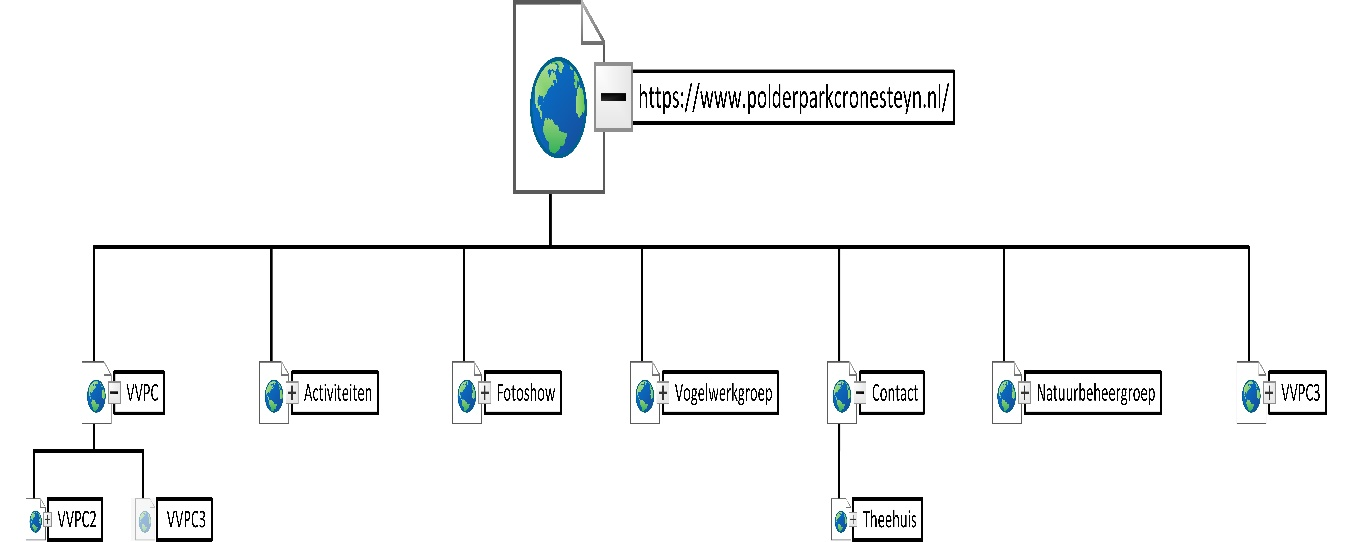 https://www.polderparkcronesteyn.nl/
VVPC
Activiteiten
Fotoshow
Vogelwerkgroep
Contact
Natuurbeheergroep
VVPC3
VVPC2
VVPC3
Theehuis